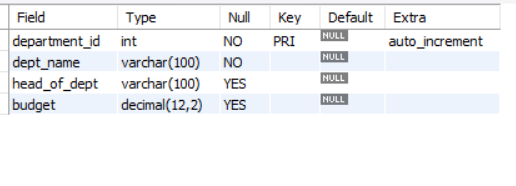 Field Type Null Key Default Extra
department_id int NO PRI NULL auto_increment
dept_name varchar(100) NO NULL
head_of_dept varchar(100) YES NULL
budget decimal(12,2) YES NULL